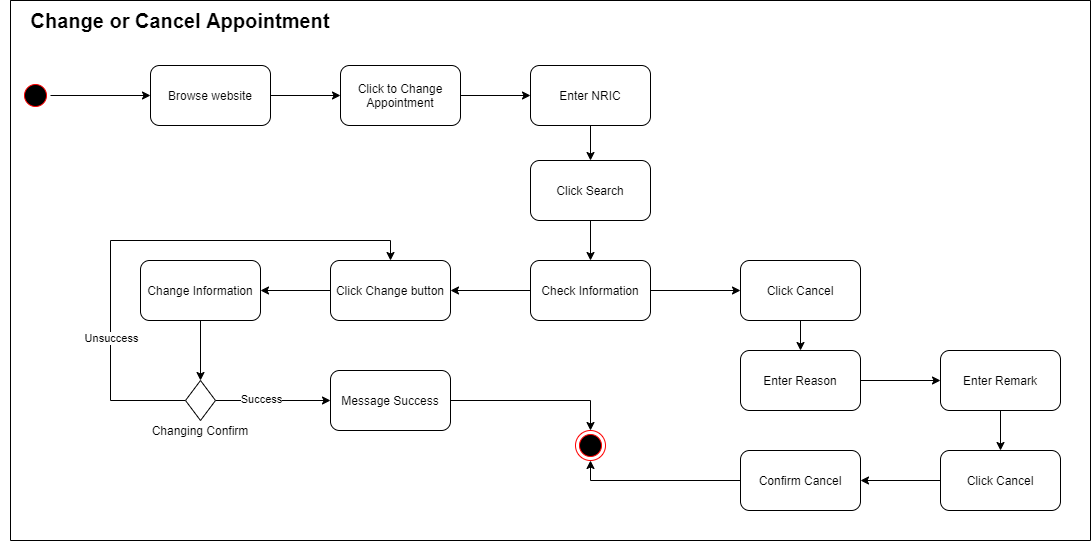 Change or Cancel Appointment
Browse website
Click to Change
Appointment
Enter NRIC
Click Search
Change Information
Click Change button
Check Information
Click Cancel
Unsuccess
Enter Reason
Enter Remark
Success
Message Success
Changing Confirm
Confirm Cancel
Click Cancel